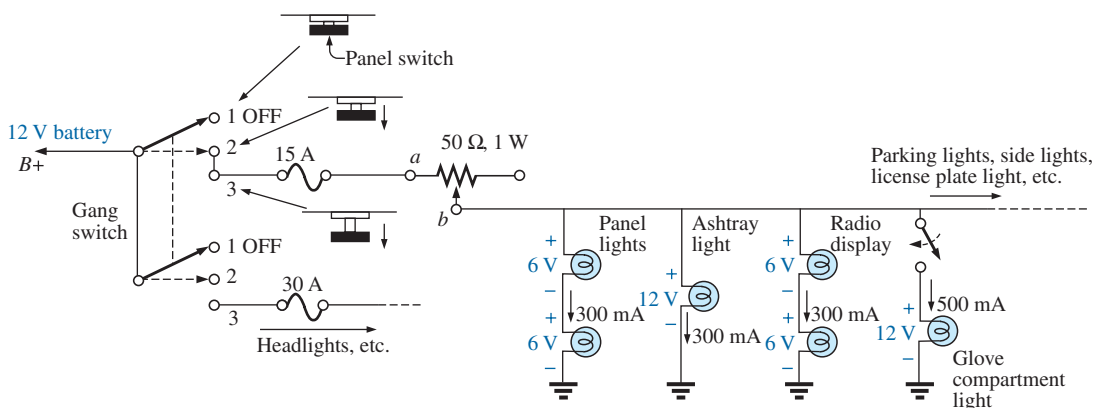 Panel switch
1 OFF
12 V battery
B+
2
15 A
a
50 Ω, 1 W
3
b
Parking lights, side lights,
license plate light, etc.
Gang
switch
1 OFF
2
30 A
3
Headlights, etc.
Panel
lights
+
6 V
–
300 mA
+
6 V
–
Ashtray
light
+
12 V
–
300 mA
Radio
display
+
6 V
–
300 mA
+
6 V
–
500 mA
+
12 V
–
Glove
compartment
light